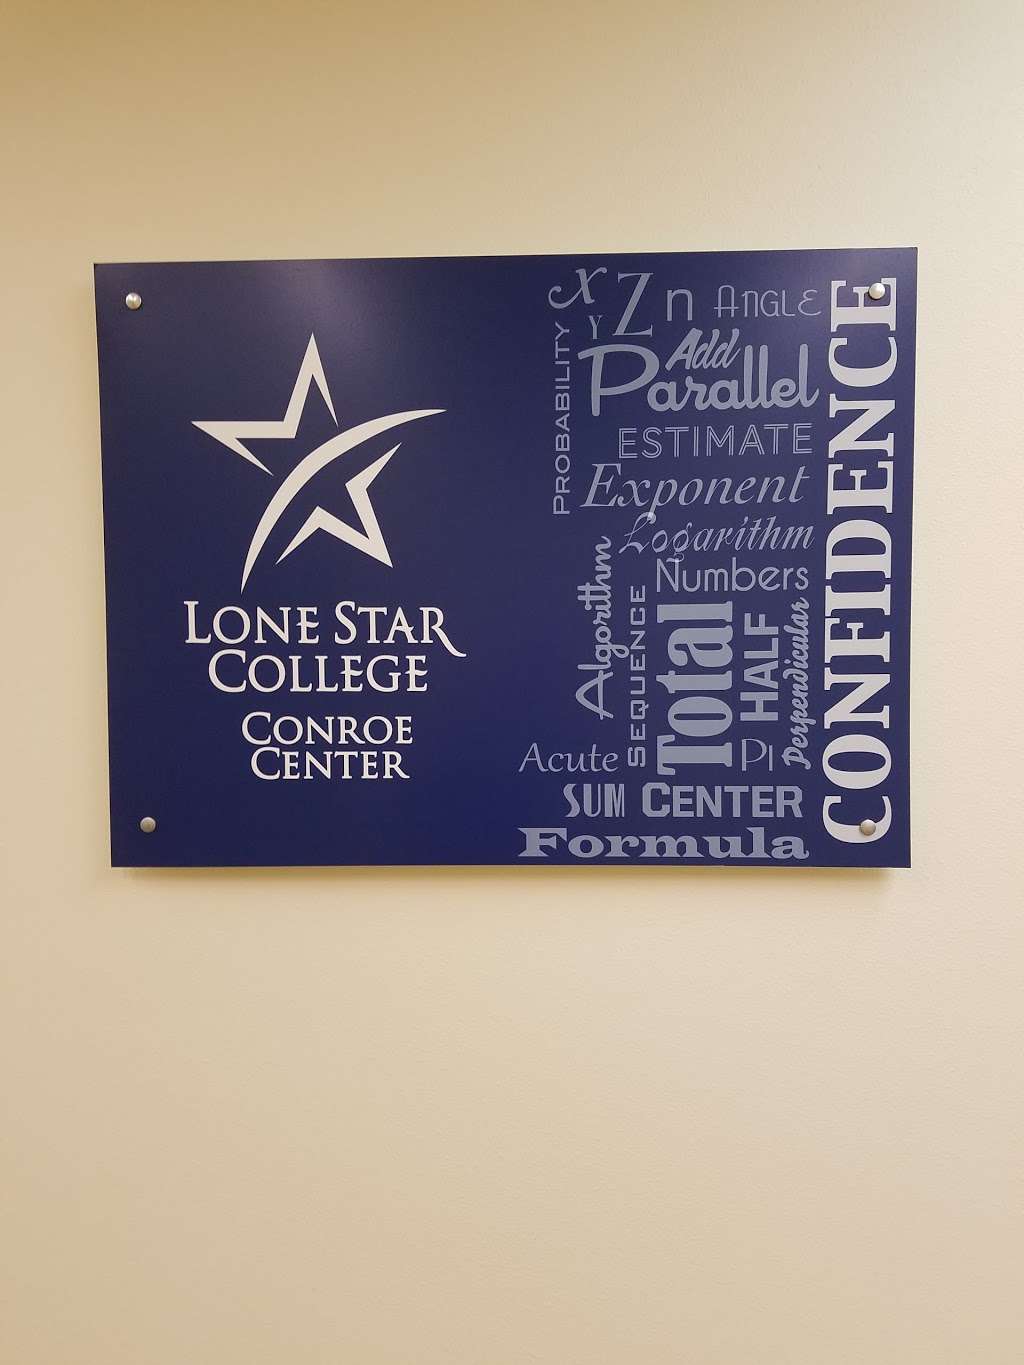 LONE STAR
COLLEGE
CONROE
CENTER
x
Y
Z
n
ANGLE
PROBABILITY
Add
Parallel
ESTIMATE
Exponent
Logarithm
Numbers
Algorithm
SEQUENCE
Total
HALF
Perpendicular
Acute
PI
SUM CENTER
Formula
CONFIDENCE